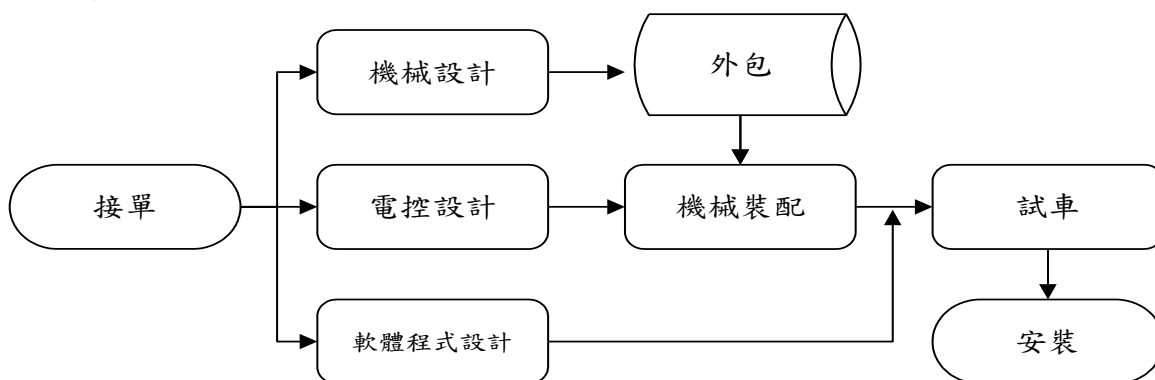 機械設計
外包
接單
電控設計
機械裝配
試車
軟體程式設計
安裝